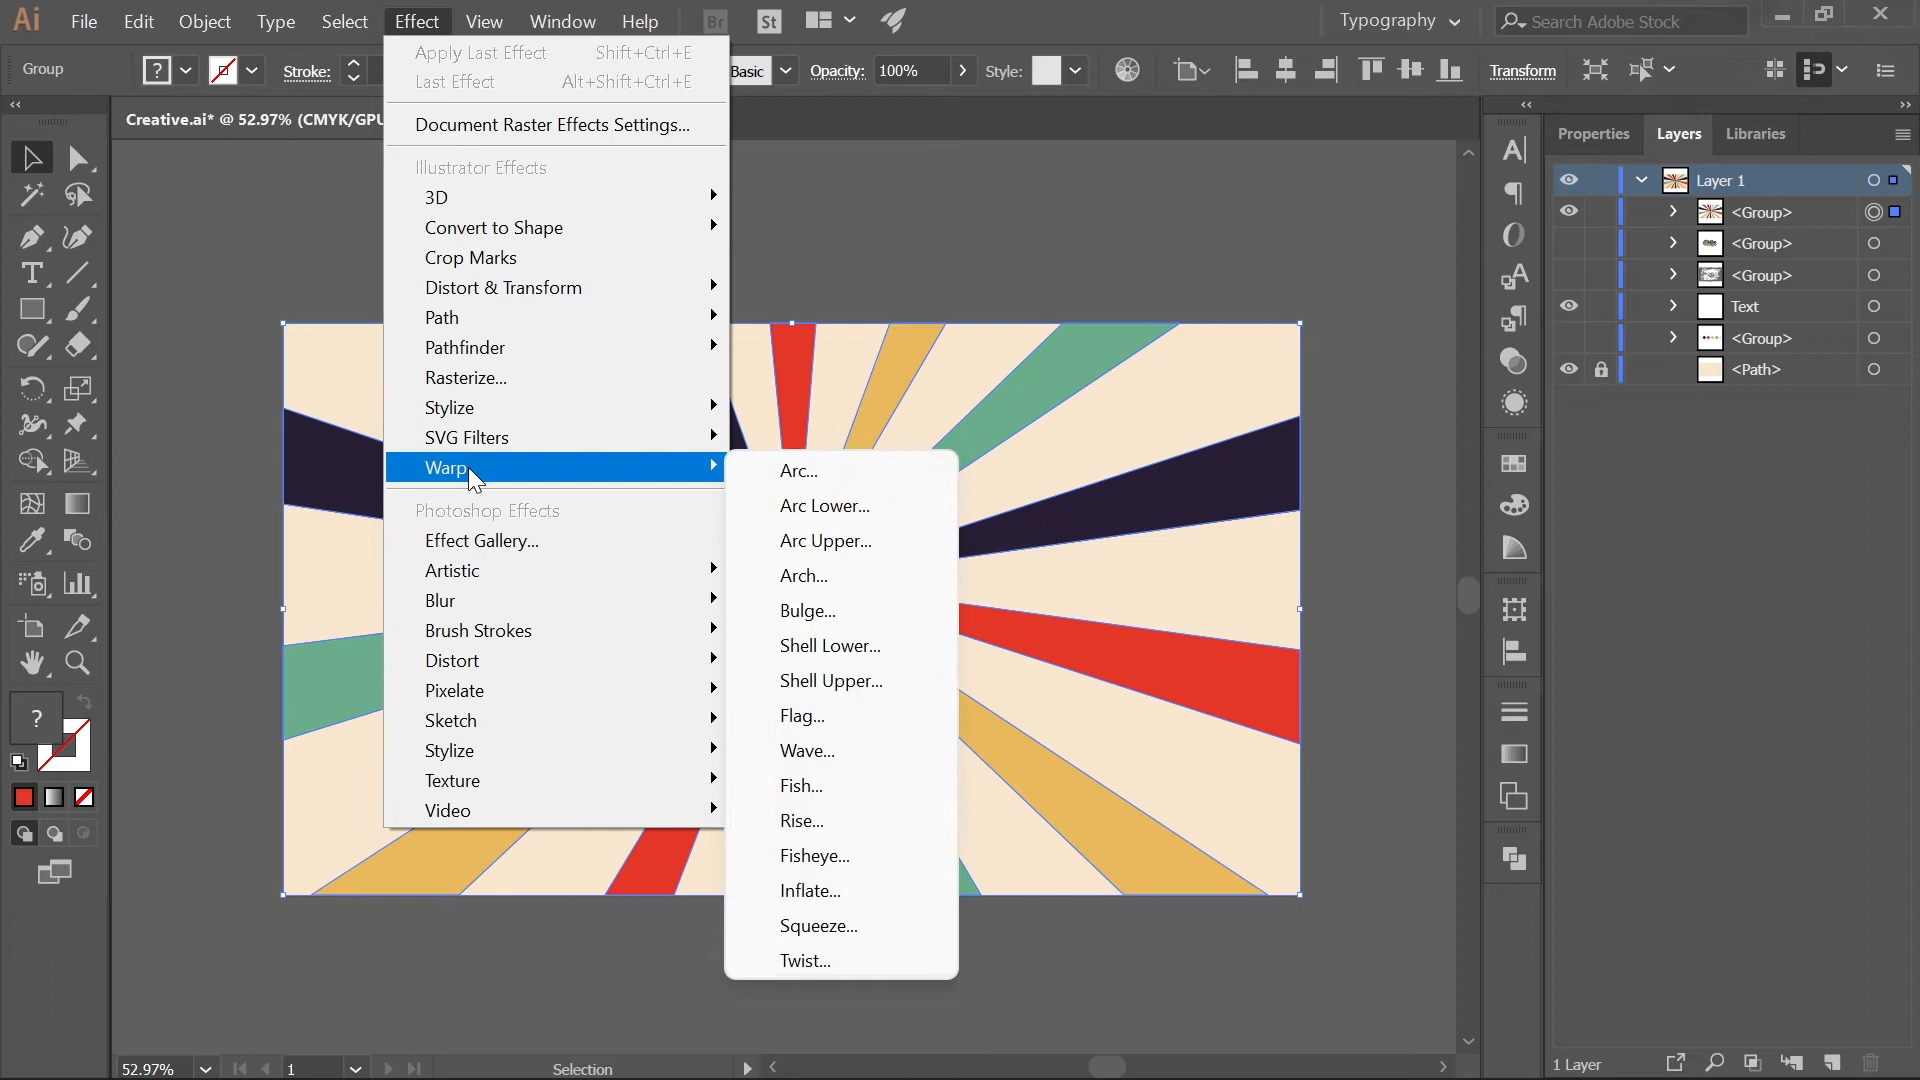 Ai File Edit Object Type Select Effect View Window Help Br St Typography Search Adobe Stock
Group ? Stroke: Basic Opacity: 100% Style: Transform
Creative.ai* @ 52.97% (CMYK/GPU
Apply Last Effect Shift+Ctrl+E
Last Effect Alt+Shift+Ctrl+E
Document Raster Effects Settings...
Illustrator Effects
3D
Convert to Shape
Crop Marks
Distort & Transform
Path
Pathfinder
Rasterize...
Stylize
SVG Filters
Warp
Photoshop Effects
Effect Gallery...
Artistic
Blur
Brush Strokes
Distort
Pixelate
Sketch
Stylize
Texture
Video
Arc...
Arc Lower...
Arc Upper...
Arch...
Bulge...
Shell Lower...
Shell Upper...
Flag...
Wave...
Fish...
Rise...
Fisheye...
Inflate...
Squeeze...
Twist...
Properties Layers Libraries
Layer 1
<Group>
<Group>
<Group>
Text
<Group>
<Path>
?
52.97% 1 Selection
1 Layer